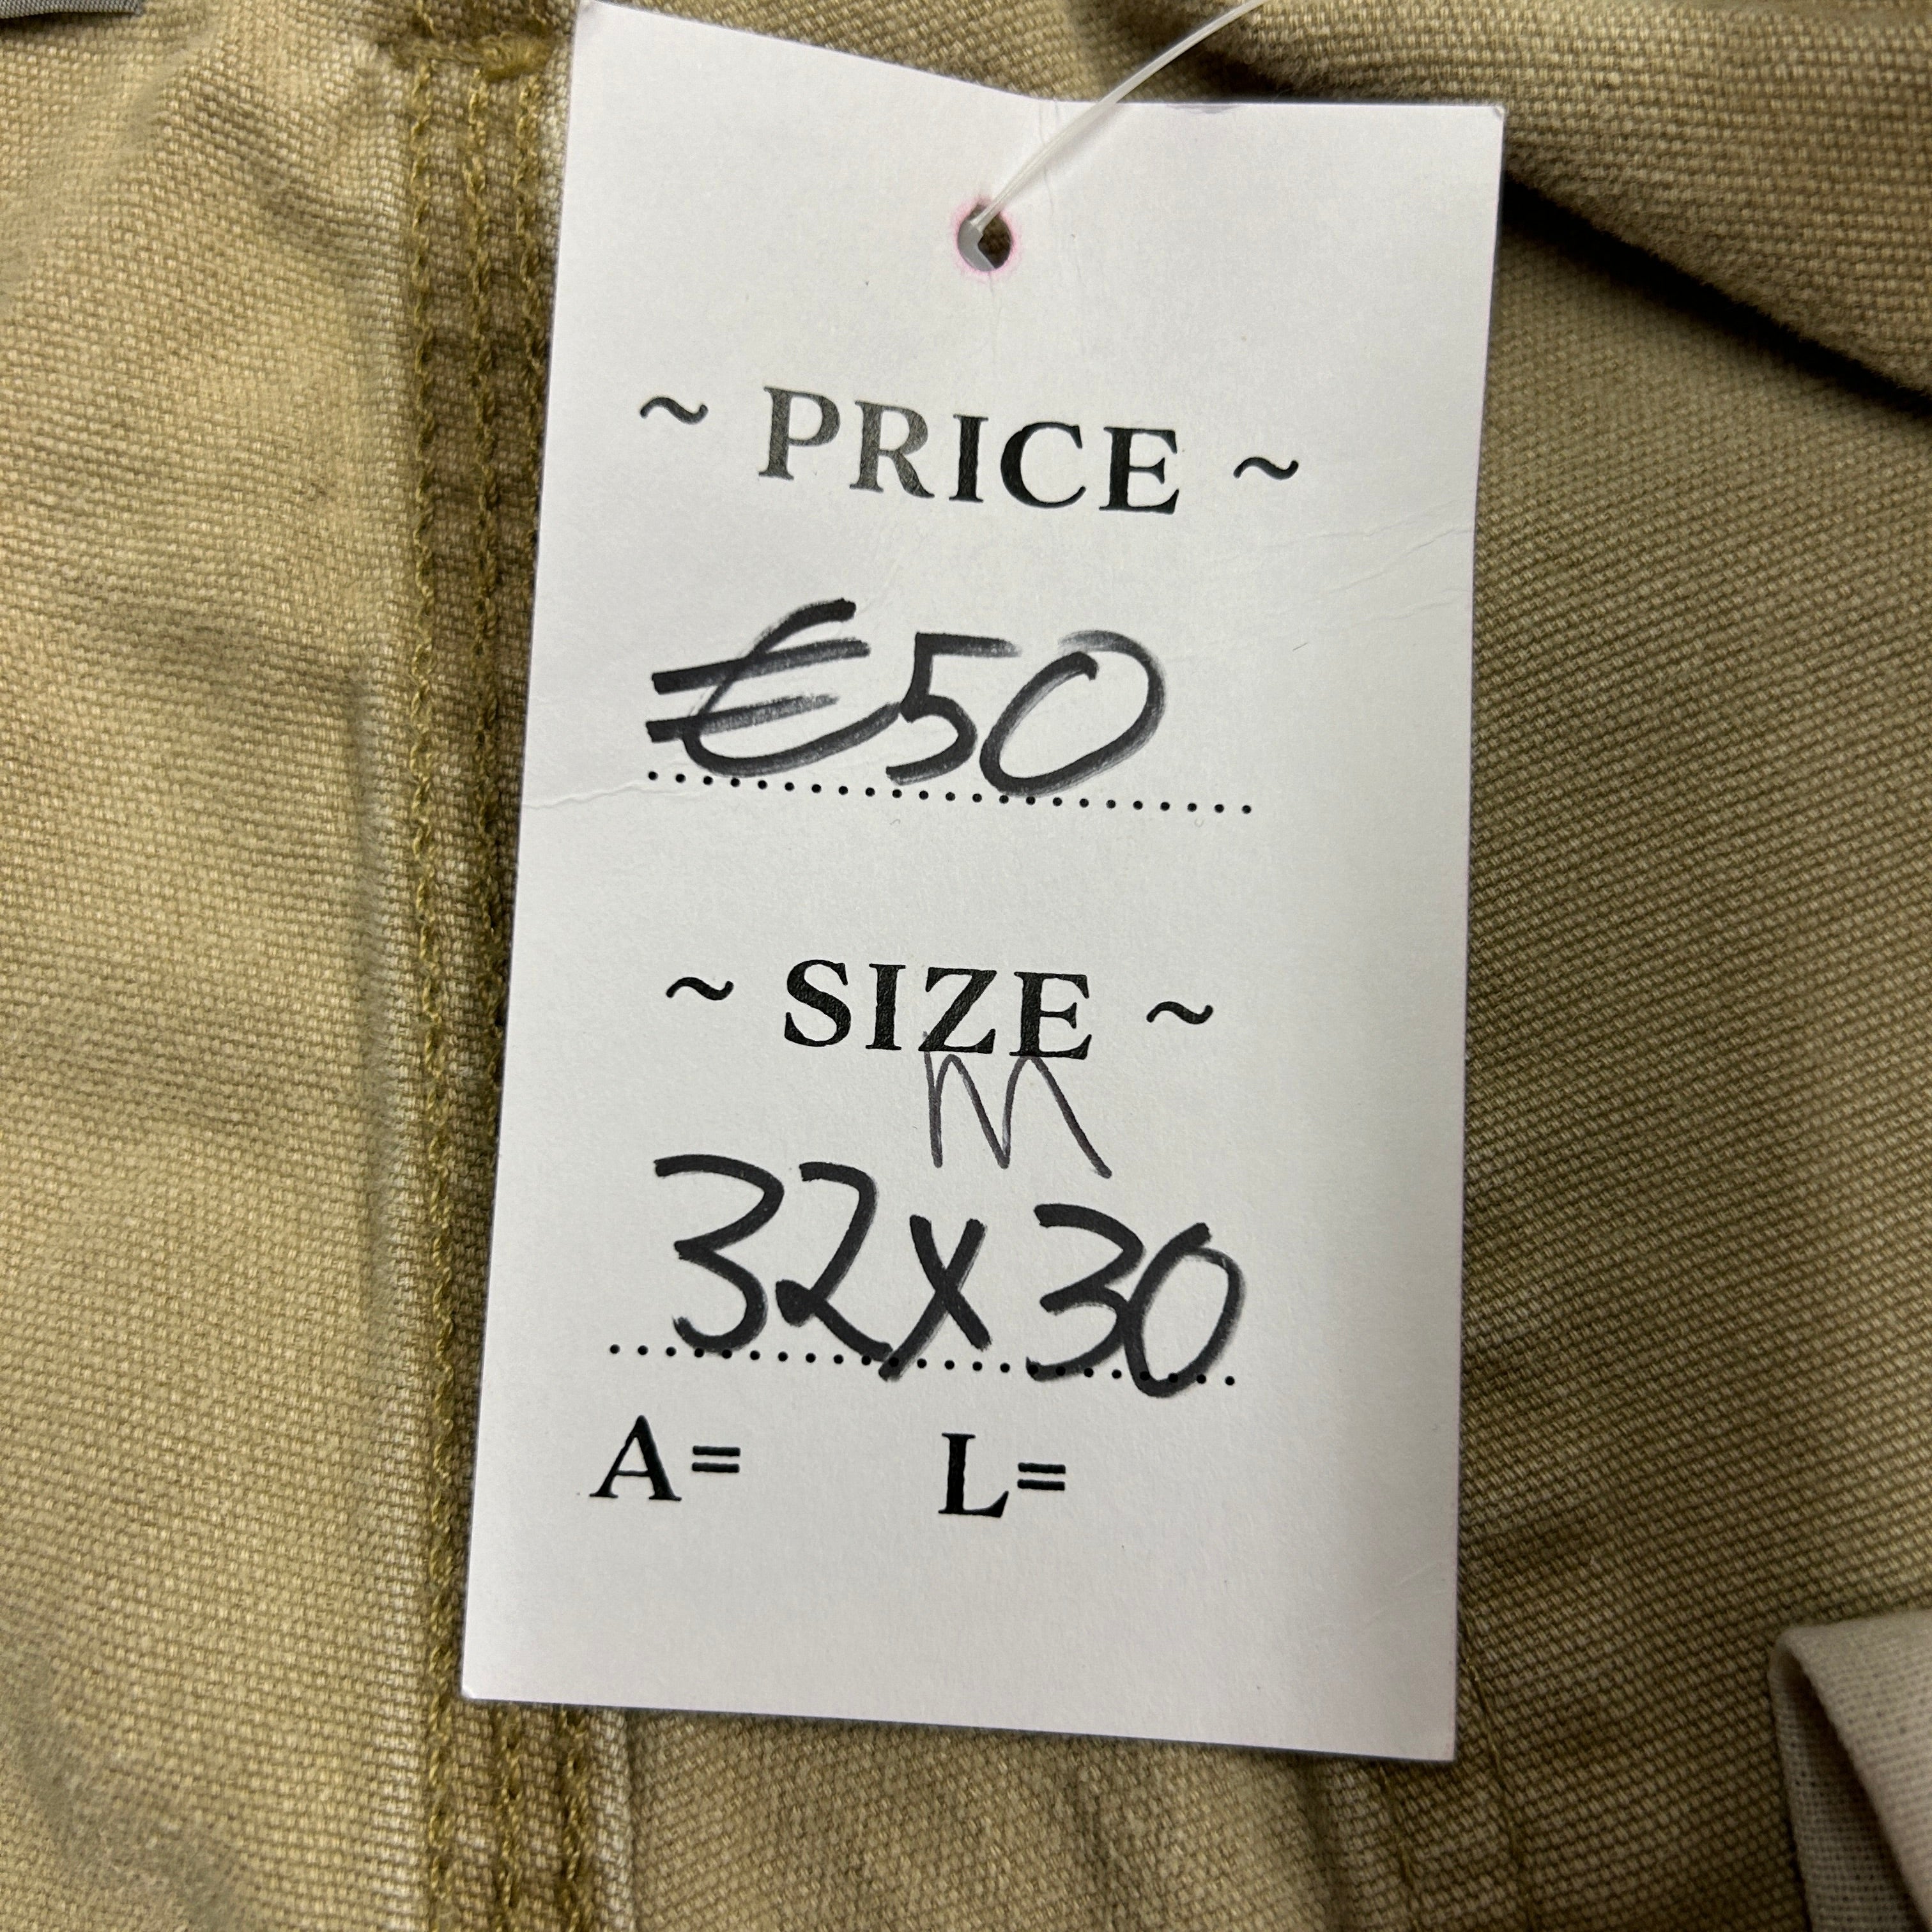 ~ PRICE ~
€50
~ SIZE ~
M
32x30
A= L=